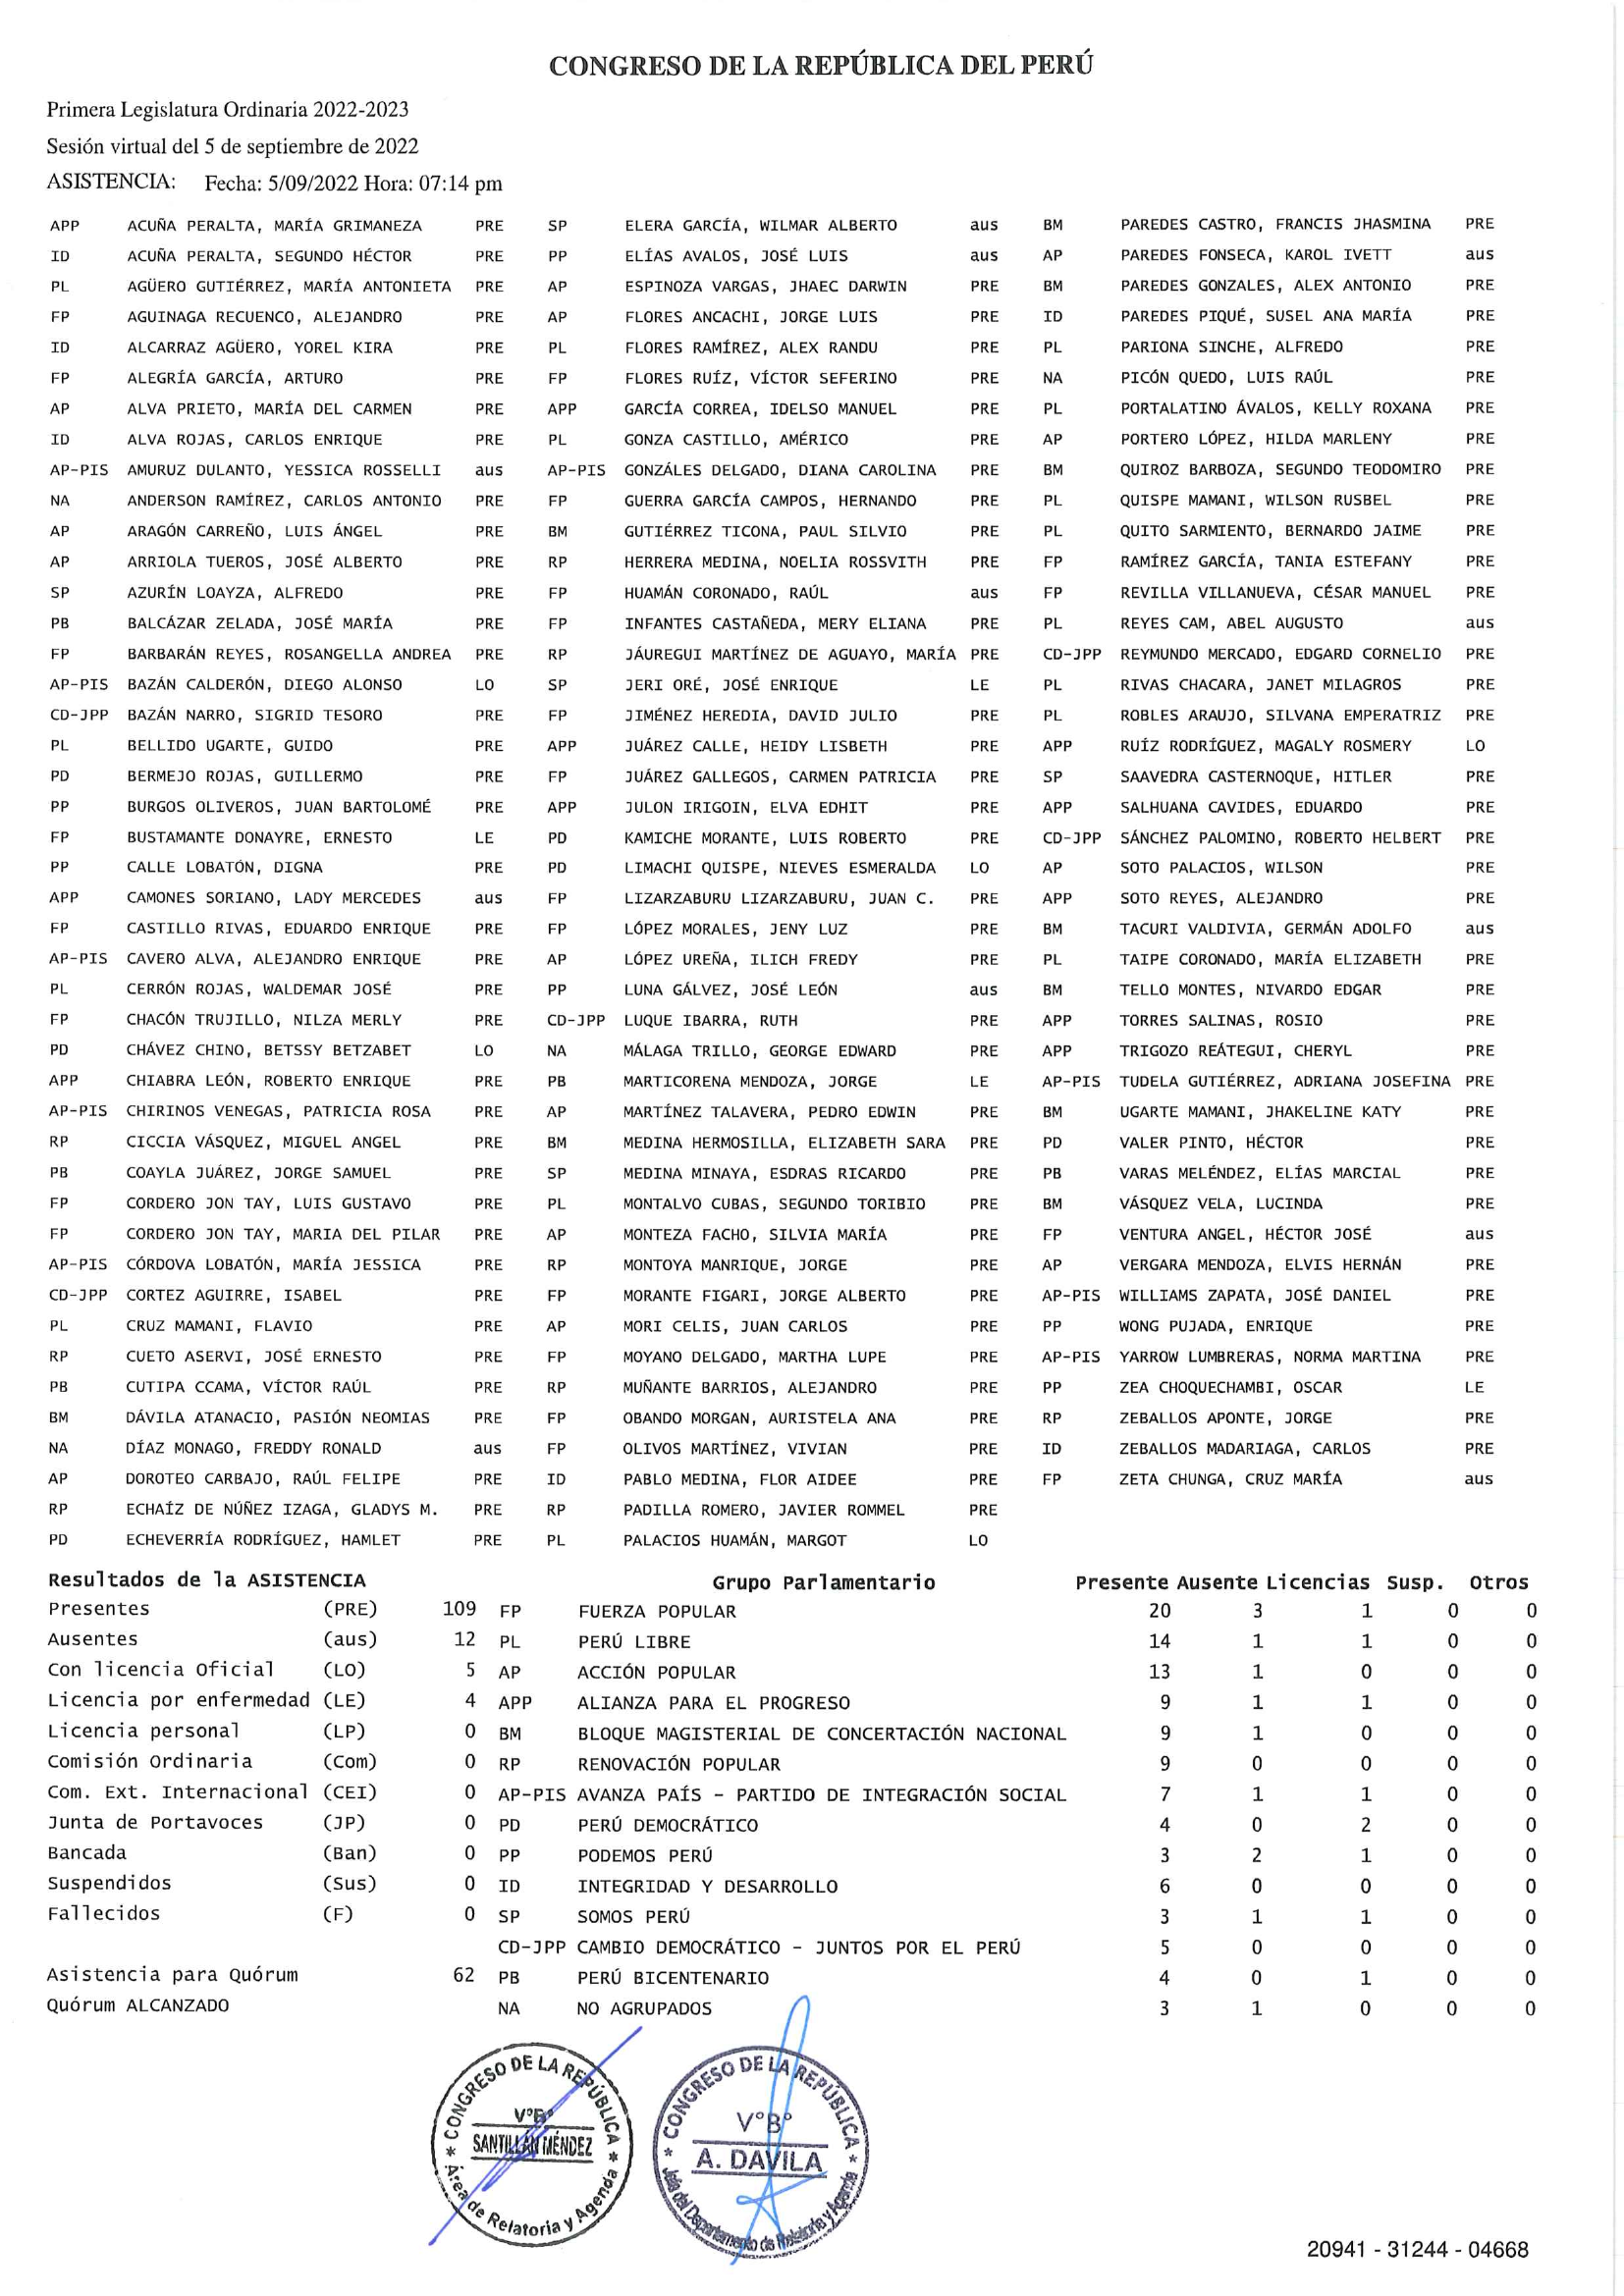 CONGRESO DE LA REPÚBLICA DEL PERÚ
Primera Legislatura Ordinaria 2022-2023
Sesión virtual del 5 de septiembre de 2022
ASISTENCIA: Fecha: 5/09/2022 Hora: 07:14 pm
APP ACUÑA PERALTA, MARÍA GRIMANEZA PRE SP ELERA GARCÍA, WILMAR ALBERTO aus BM PAREDES CASTRO, FRANCIS JHASMINA PRE
ID ACUÑA PERALTA, SEGUNDO HÉCTOR PRE PP ELÍAS AVALOS, JOSÉ LUIS aus AP PAREDES FONSECA, KAROL IVETT aus
PL AGÜERO GUTIÉRREZ, MARÍA ANTONIETA PRE AP ESPINOZA VARGAS, JHAEC DARWIN PRE BM PAREDES GONZALES, ALEX ANTONIO PRE
FP AGUINAGA RECUENCO, ALEJANDRO PRE AP FLORES ANCACHI, JORGE LUIS PRE ID PAREDES PIQUÉ, SUSEL ANA MARÍA PRE
ID ALCARRAZ AGÜERO, YOREL KIRA PRE PL FLORES RAMÍREZ, ALEX RANDU PRE PL PARIONA SINCHE, ALFREDO PRE
FP ALEGRÍA GARCÍA, ARTURO PRE FP FLORES RUÍZ, VÍCTOR SEFERINO PRE NA PICÓN QUEDO, LUIS RAÚL PRE
AP ALVA PRIETO, MARÍA DEL CARMEN PRE APP GARCÍA CORREA, IDELSO MANUEL PRE PL PORTALATINO ÁVALOS, KELLY ROXANA PRE
ID ALVA ROJAS, CARLOS ENRIQUE PRE PL GONZA CASTILLO, AMÉRICO PRE AP PORTERO LÓPEZ, HILDA MARLENY PRE
AP-PIS AMURUZ DULANTO, YESSICA ROSSELLI aus AP-PIS GONZÁLES DELGADO, DIANA CAROLINA PRE BM QUIROZ BARBOZA, SEGUNDO TEODOMIRO PRE
NA ANDERSON RAMÍREZ, CARLOS ANTONIO PRE FP GUERRA GARCÍA CAMPOS, HERNANDO PRE PL QUISPE MAMANI, WILSON RUSBEL PRE
AP ARAGÓN CARREÑO, LUIS ÁNGEL PRE BM GUTIÉRREZ TICONA, PAUL SILVIO PRE PL QUITO SARMIENTO, BERNARDO JAIME PRE
AP ARRIOLA TUEROS, JOSÉ ALBERTO PRE RP HERRERA MEDINA, NOELIA ROSSVITH PRE FP RAMÍREZ GARCÍA, TANIA ESTEFANY PRE
SP AZURÍN LOAYZA, ALFREDO PRE FP HUAMÁN CORONADO, RAÚL aus FP REVILLA VILLANUEVA, CÉSAR MANUEL PRE
PB BALCÁZAR ZELADA, JOSÉ MARÍA PRE FP INFANTES CASTAÑEDA, MERY ELIANA PRE PL REYES CAM, ABEL AUGUSTO aus
FP BARBARÁN REYES, ROSANGELLA ANDREA PRE RP JÁUREGUI MARTÍNEZ DE AGUAYO, MARÍA PRE CD-JPP REYMUNDO MERCADO, EDGARD CORNELIO PRE
AP-PIS BAZÁN CALDERÓN, DIEGO ALONSO LO SP JERI ORÉ, JOSÉ ENRIQUE LE PL RIVAS CHACARA, JANET MILAGROS PRE
CD-JPP BAZÁN NARRO, SIGRID TESORO PRE FP JIMÉNEZ HEREDIA, DAVID JULIO PRE PL ROBLES ARAUJO, SILVANA EMPERATRIZ PRE
PL BELLIDO UGARTE, GUIDO PRE APP JUÁREZ CALLE, HEIDY LISBETH PRE APP RUÍZ RODRÍGUEZ, MAGALY ROSMERY LO
PD BERMEJO ROJAS, GUILLERMO PRE FP JUÁREZ GALLEGOS, CARMEN PATRICIA PRE SP SAAVEDRA CASTERNOQUE, HITLER PRE
PP BURGOS OLIVEROS, JUAN BARTOLOMÉ PRE APP JULON IRIGOIN, ELVA EDHIT PRE APP SALHUANA CAVIDES, EDUARDO PRE
FP BUSTAMANTE DONAYRE, ERNESTO LE PD KAMICHE MORANTE, LUIS ROBERTO PRE CD-JPP SÁNCHEZ PALOMINO, ROBERTO HELBERT PRE
PP CALLE LOBATÓN, DIGNA PRE PD LIMACHI QUISPE, NIEVES ESMERALDA LO AP SOTO PALACIOS, WILSON PRE
APP CAMONES SORIANO, LADY MERCEDES aus FP LIZARZABURU LIZARZABURU, JUAN C. PRE APP SOTO REYES, ALEJANDRO PRE
FP CASTILLO RIVAS, EDUARDO ENRIQUE PRE FP LÓPEZ MORALES, JENY LUZ PRE BM TACURI VALDIVIA, GERMÁN ADOLFO aus
AP-PIS CAVERO ALVA, ALEJANDRO ENRIQUE PRE AP LÓPEZ UREÑA, ILICH FREDY PRE PL TAIPE CORONADO, MARÍA ELIZABETH PRE
PL CERRÓN ROJAS, WALDEMAR JOSÉ PRE PP LUNA GÁLVEZ, JOSÉ LEÓN aus BM TELLO MONTES, NIVARDO EDGAR PRE
FP CHACÓN TRUJILLO, NILZA MERLY PRE CD-JPP LUQUE IBARRA, RUTH PRE APP TORRES SALINAS, ROSIO PRE
PD CHÁVEZ CHINO, BETSSY BETZABET LO NA MÁLAGA TRILLO, GEORGE EDWARD PRE APP TRIGOZO REÁTEGUI, CHERYL PRE
APP CHIABRA LEÓN, ROBERTO ENRIQUE PRE PB MARTICORENA MENDOZA, JORGE LE AP-PIS TUDELA GUTIÉRREZ, ADRIANA JOSEFINA PRE
AP-PIS CHIRINOS VENEGAS, PATRICIA ROSA PRE AP MARTÍNEZ TALAVERA, PEDRO EDWIN PRE BM UGARTE MAMANI, JHAKELINE KATY PRE
RP CICCIA VÁSQUEZ, MIGUEL ANGEL PRE BM MEDINA HERMOSILLA, ELIZABETH SARA PRE PD VALER PINTO, HÉCTOR PRE
PB COAYLA JUÁREZ, JORGE SAMUEL PRE SP MEDINA MINAYA, ESDRAS RICARDO PRE PB VARAS MELÉNDEZ, ELÍAS MARCIAL PRE
FP CORDERO JON TAY, LUIS GUSTAVO PRE PL MONTALVO CUBAS, SEGUNDO TORIBIO PRE BM VÁSQUEZ VELA, LUCINDA PRE
FP CORDERO JON TAY, MARIA DEL PILAR PRE AP MONTEZA FACHO, SILVIA MARÍA PRE FP VENTURA ANGEL, HÉCTOR JOSÉ aus
AP-PIS CÓRDOVA LOBATÓN, MARÍA JESSICA PRE RP MONTOYA MANRIQUE, JORGE PRE AP VERGARA MENDOZA, ELVIS HERNÁN PRE
CD-JPP CORTEZ AGUIRRE, ISABEL PRE FP MORANTE FIGARI, JORGE ALBERTO PRE AP-PIS WILLIAMS ZAPATA, JOSÉ DANIEL PRE
PL CRUZ MAMANI, FLAVIO PRE AP MORI CELIS, JUAN CARLOS PRE PP WONG PUJADA, ENRIQUE PRE
RP CUETO ASERVI, JOSÉ ERNESTO PRE FP MOYANO DELGADO, MARTHA LUPE PRE AP-PIS YARROW LUMBRERAS, NORMA MARTINA PRE
PB CUTIPA CCAMA, VÍCTOR RAÚL PRE RP MUÑANTE BARRIOS, ALEJANDRO PRE PP ZEA CHOQUECHAMBI, OSCAR LE
BM DÁVILA ATANACIO, PASIÓN NEOMIAS PRE FP OBANDO MORGAN, AURISTELA ANA PRE RP ZEBALLOS APONTE, JORGE PRE
NA DÍAZ MONAGO, FREDDY RONALD aus FP OLIVOS MARTÍNEZ, VIVIAN PRE ID ZEBALLOS MADARIAGA, CARLOS PRE
AP DOROTEO CARBAJO, RAÚL FELIPE PRE ID PABLO MEDINA, FLOR AIDEE PRE FP ZETA CHUNGA, CRUZ MARÍA aus
RP ECHAÍZ DE NÚÑEZ IZAGA, GLADYS M. PRE RP PADILLA ROMERO, JAVIER ROMMEL PRE
PD ECHEVERRÍA RODRÍGUEZ, HAMLET PRE PL PALACIOS HUAMÁN, MARGOT LO
Resultados de la ASISTENCIA Grupo Parlamentario Presente Ausente Licencias Susp. Otros
Presentes (PRE) 109 FP FUERZA POPULAR 20 3 1 0 0
Ausentes (aus) 12 PL PERÚ LIBRE 14 1 1 0 0
Con licencia Oficial (LO) 5 AP ACCIÓN POPULAR 13 1 0 0 0
Licencia por enfermedad (LE) 4 APP ALIANZA PARA EL PROGRESO 9 1 1 0 0
Licencia personal (LP) 0 BM BLOQUE MAGISTERIAL DE CONCERTACIÓN NACIONAL 9 1 0 0 0
Comisión Ordinaria (Com) 0 RP RENOVACIÓN POPULAR 9 0 0 0 0
Com. Ext. Internacional (CEI) 0 AP-PIS AVANZA PAÍS - PARTIDO DE INTEGRACIÓN SOCIAL 7 1 1 0 0
Junta de Portavoces (JP) 0 PD PERÚ DEMOCRÁTICO 4 0 2 0 0
Bancada (Ban) 0 PP PODEMOS PERÚ 3 2 1 0 0
Suspendidos (Sus) 0 ID INTEGRIDAD Y DESARROLLO 6 0 0 0 0
Fallecidos (F) 0 SP SOMOS PERÚ 3 1 1 0 0
CD-JPP CAMBIO DEMOCRÁTICO - JUNTOS POR EL PERÚ 5 0 0 0 0
Asistencia para Quórum 62 PB PERÚ BICENTENARIO 4 0 1 0 0
Quórum ALCANZADO NA NO AGRUPADOS 3 1 0 0 0
* CONGRESO DE LA REPÚBLICA *
V°B°
SANTILLÁN MÉNDEZ
Área de Relatoria y Agenda
* CONGRESO DE LA REPÚBLICA *
V°B°
A. DAVILA
Jefe del Departamento de Relatoría y Agenda
20941 - 31244 - 04668